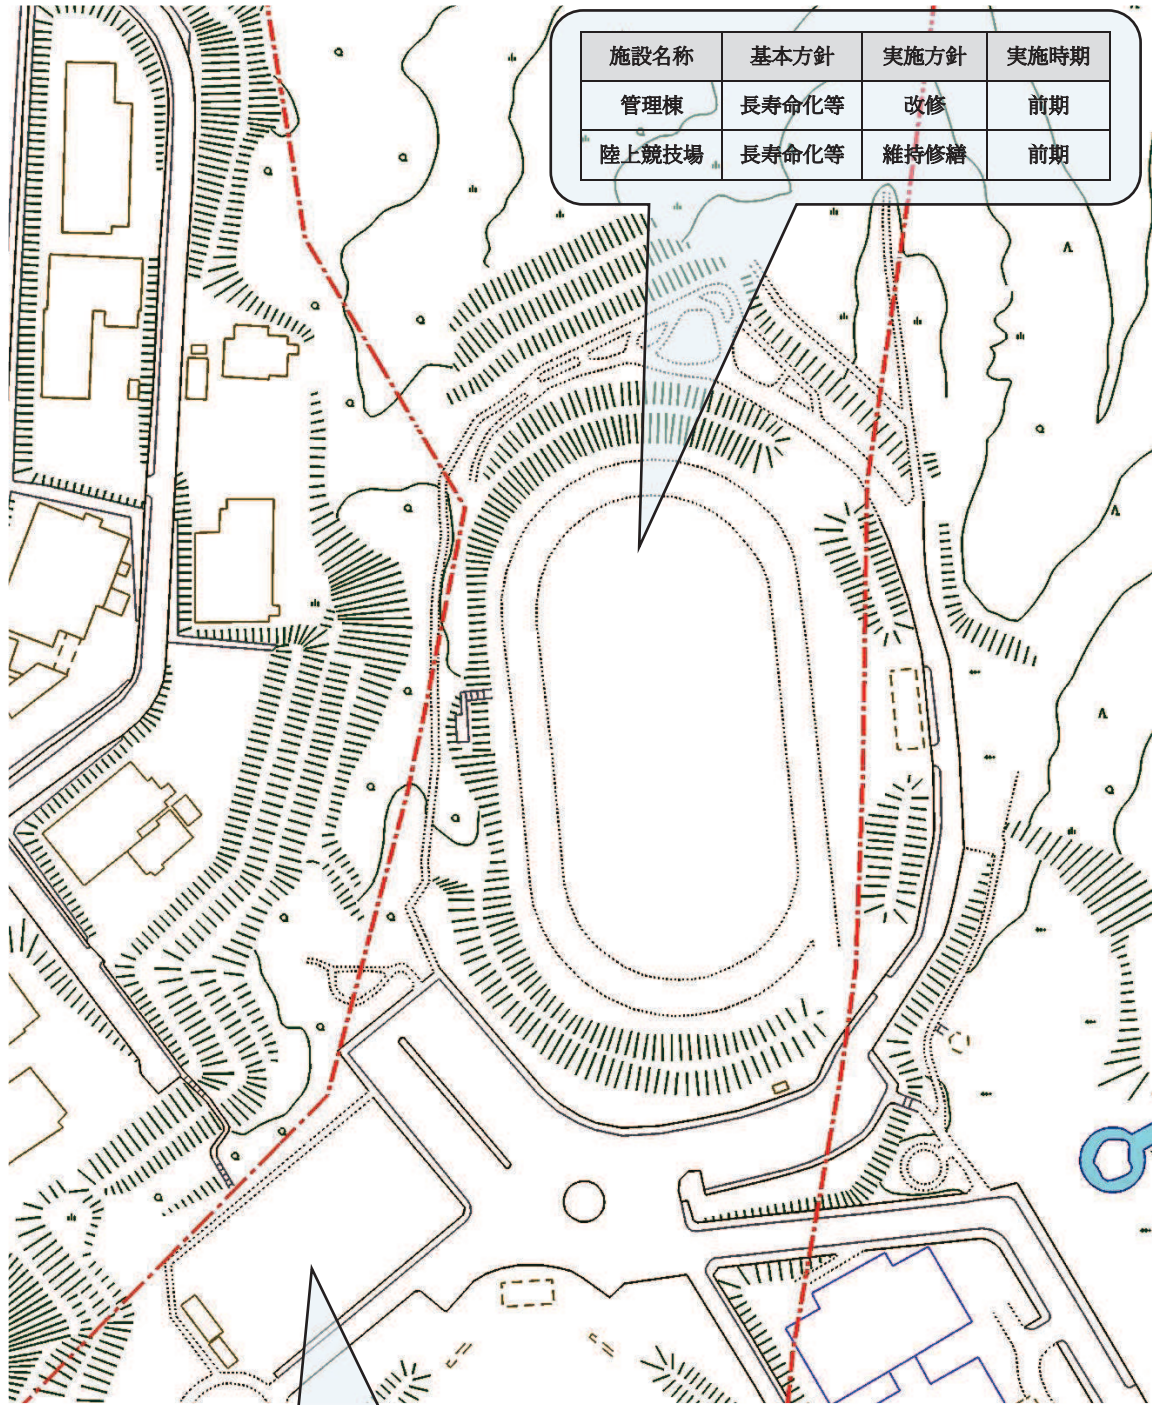 施設名称 基本方針 実施方針 実施時期
管理棟 長寿命化等 改修 前期
陸上競技場 長寿命化等 維持修繕 前期